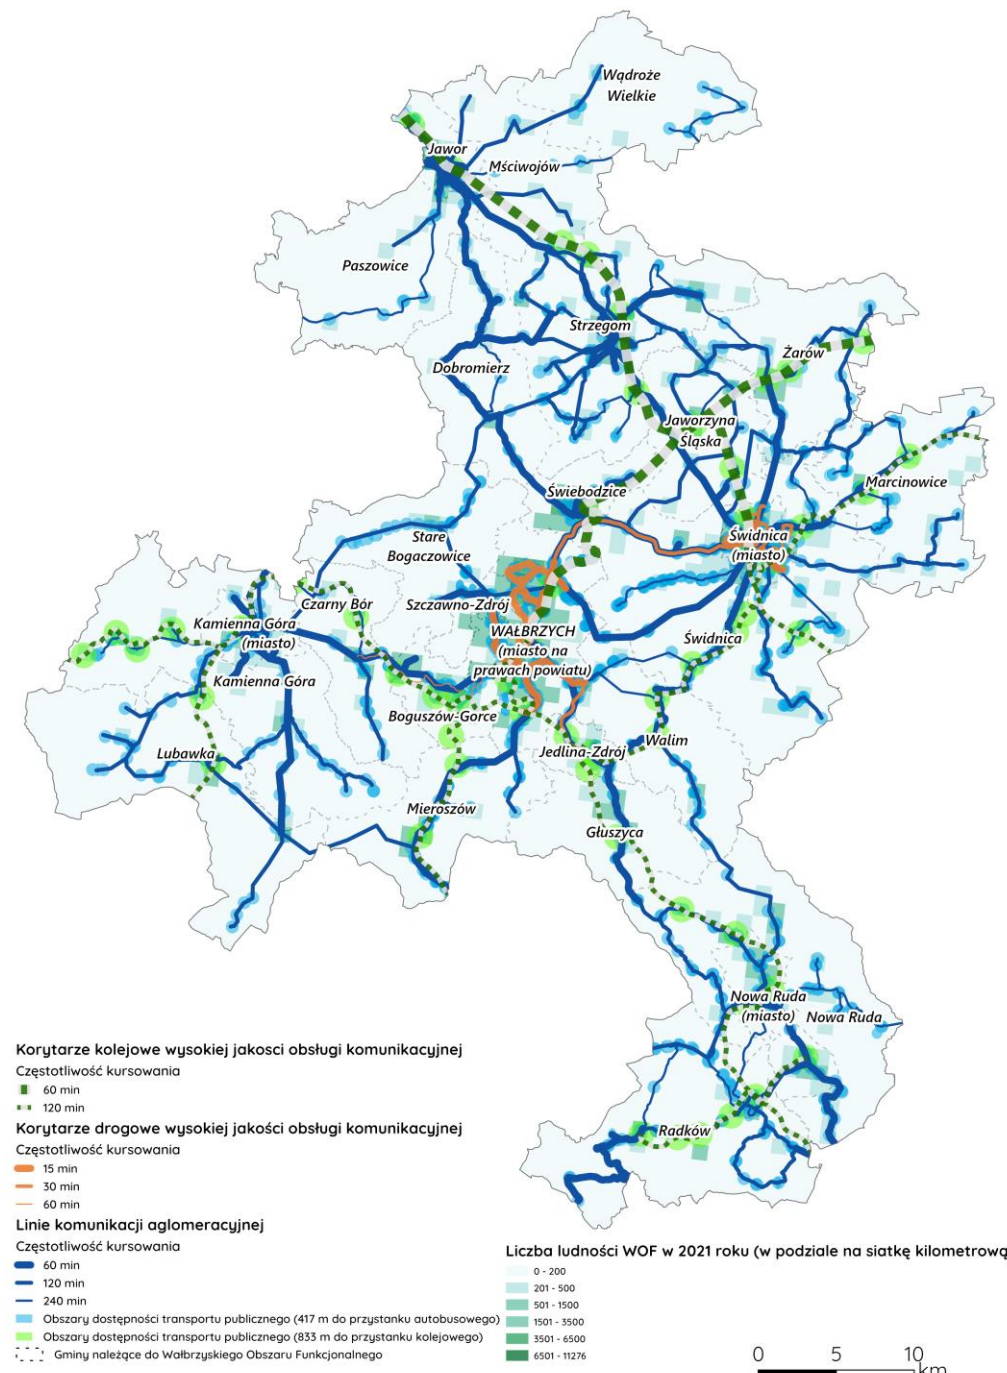 Wądroże
Wielkie
Jawor
Mściwojów
Paszowice
Strzegom
Żarów
Dobromierz
Jaworzyna
Śląska
Marcinowice
Świebodzice
Stare
Bogaczowice
Świdnica
(miasto)
Czarny Bór
Szczawno-Zdrój
Kamienna Góra
(miasto)
WAŁBRZYCH
(miasto na
prawach powiatu)
Świdnica
Kamienna Góra
Boguszów-Gorce
Lubawka
Jedlina-Zdrój
Walim
Mieroszów
Głuszyca
Nowa Ruda
(miasto)
Nowa Ruda
Radków
Korytarze kolejowe wysokiej jakosci obsługi komunikacyjnej
Częstotliwość kursowania
60 min
120 min
Korytarze drogowe wysokiej jakości obsługi komunikacyjnej
Częstotliwość kursowania
15 min
30 min
60 min
Linie komunikacji aglomeracyjnej
Częstotliwość kursowania
60 min
120 min
240 min
Obszary dostępności transportu publicznego (417 m do przystanku autobusowego)
Obszary dostępności transportu publicznego (833 m do przystanku kolejowego)
Gminy należące do Wałbrzyskiego Obszaru Funkcjonalnego
Liczba ludności WOF w 2021 roku (w podziale na siatkę kilometrową
0 - 200
201 - 500
501 - 1500
1501 - 3500
3501 - 6500
6501 - 11276
0 5 10
km